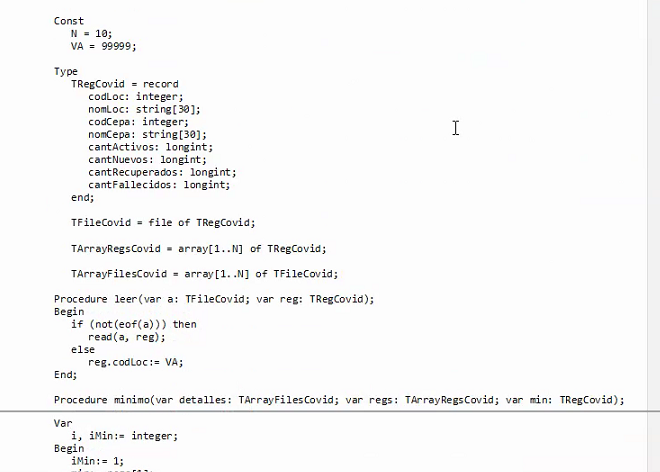 Const
N = 10;
VA = 99999;
Type
TRegCovid = record
codLoc: integer;
nomLoc: string[30];
codCepa: integer;
nomCepa: string[30];
cantActivos: longint;
cantNuevos: longint;
cantRecuperados: longint;
cantFallecidos: longint;
end;
TFileCovid = file of TRegCovid;
TArrayRegsCovid = array[1..N] of TRegCovid;
TArrayFilesCovid = array[1..N] of TFileCovid;
Procedure leer(var a: TFileCovid; var reg: TRegCovid);
Begin
if (not(eof(a))) then
read(a, reg);
else
reg.codLoc:= VA;
End;
Procedure minimo(var detalles: TArrayFilesCovid; var regs: TArrayRegsCovid; var min: TRegCovid);
Var
i, iMin:= integer;
Begin
iMin:= 1;